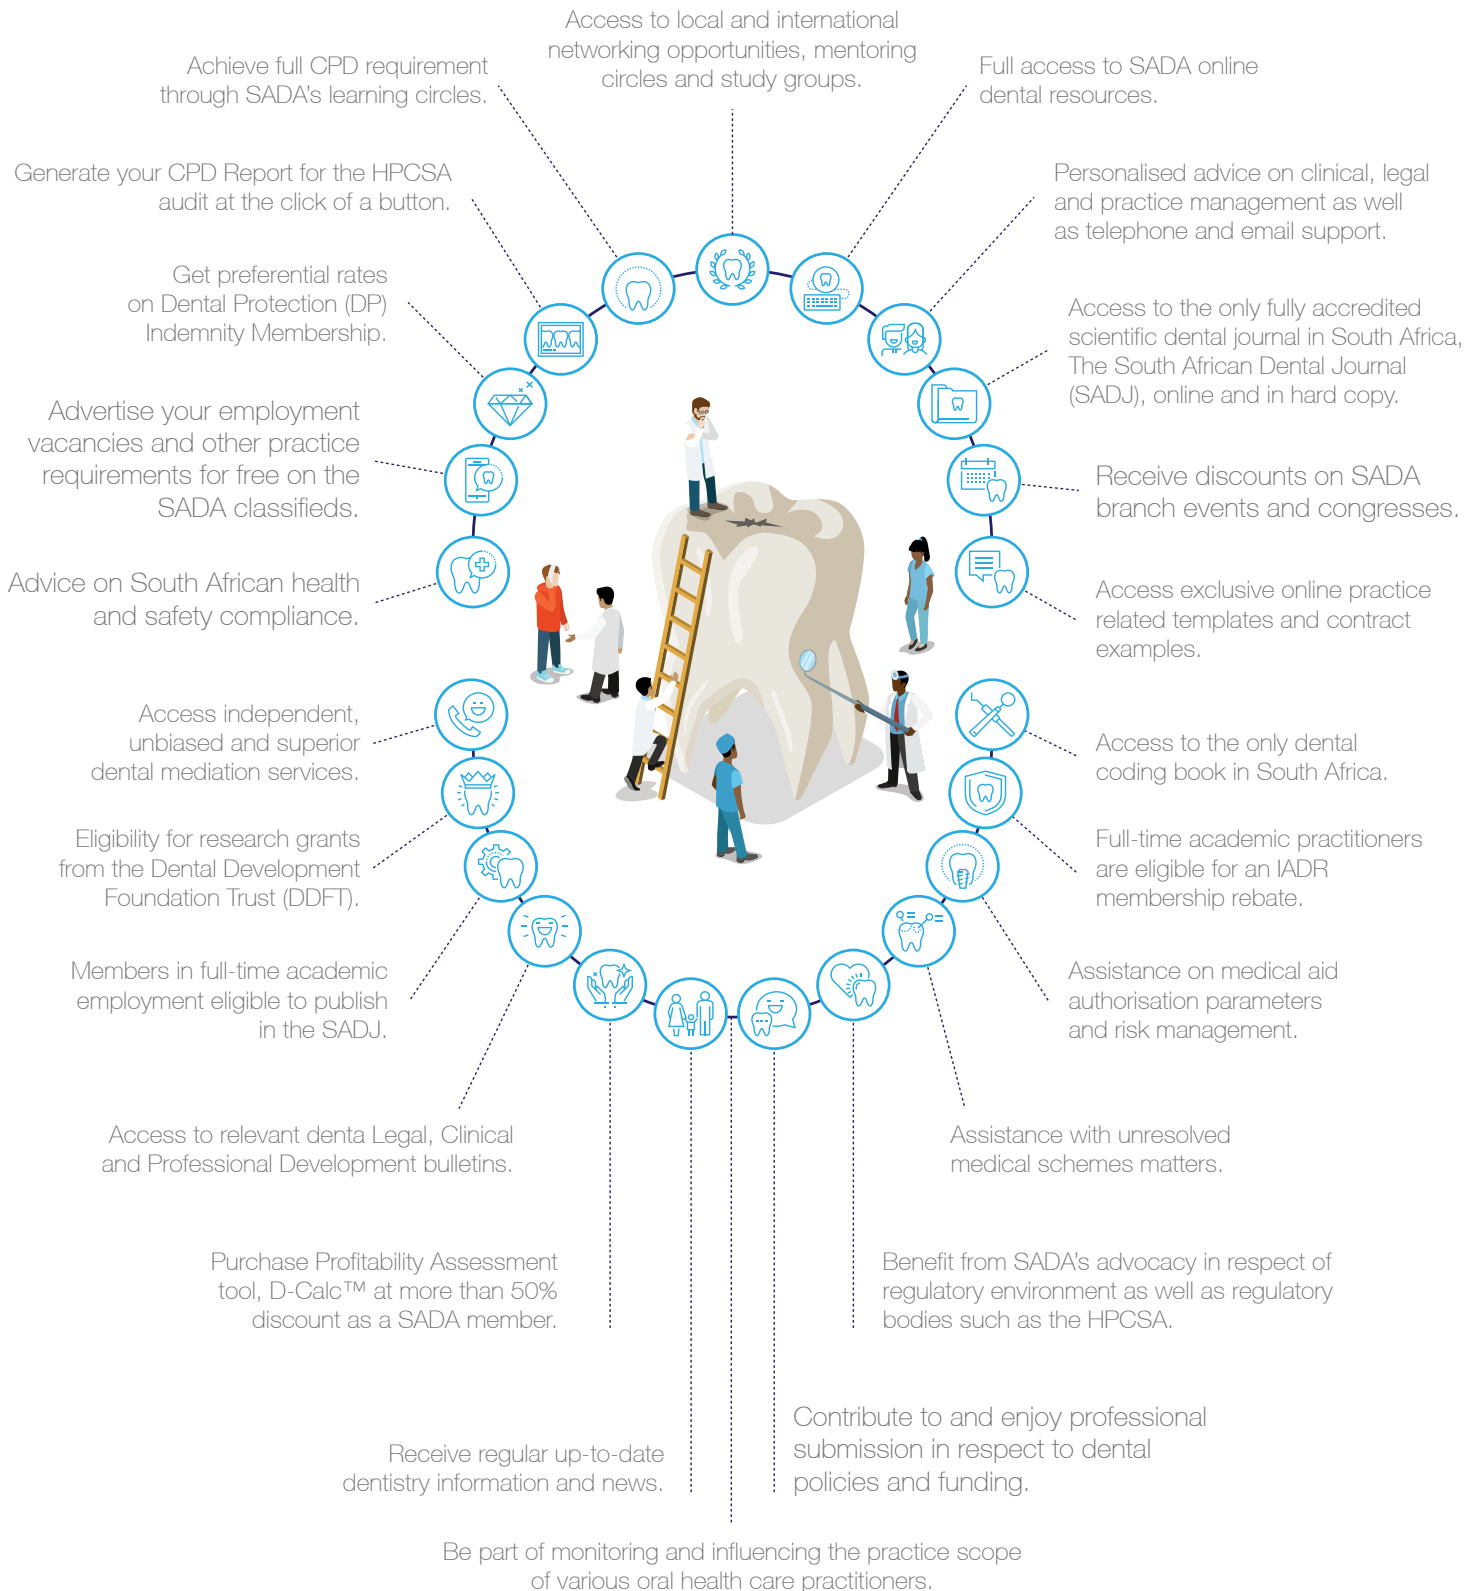 Access to local and international
networking opportunities, mentoring
circles and study groups.
Achieve full CPD requirement
through SADA's learning circles.
Full access to SADA online
dental resources.
Generate your CPD Report for the HPCSA
audit at the click of a button.
Personalised advice on clinical, legal
and practice management as well
as telephone and email support.
Get preferential rates
on Dental Protection (DP)
Indemnity Membership.
Access to the only fully accredited
scientific dental journal in South Africa,
The South African Dental Journal
(SADJ), online and in hard copy.
Advertise your employment
vacancies and other practice
requirements for free on the
SADA classifieds.
Receive discounts on SADA
branch events and congresses.
Advice on South African health
and safety compliance.
Access exclusive online practice
related templates and contract
examples.
Access independent,
unbiased and superior
dental mediation services.
Access to the only dental
coding book in South Africa.
Eligibility for research grants
from the Dental Development
Foundation Trust (DDFT).
Full-time academic practitioners
are eligible for an IADR
membership rebate.
Members in full-time academic
employment eligible to publish
in the SADJ.
Assistance on medical aid
authorisation parameters
and risk management.
Access to relevant denta Legal, Clinical
and Professional Development bulletins.
Assistance with unresolved
medical schemes matters.
Purchase Profitability Assessment
tool, D-Calc™ at more than 50%
discount as a SADA member.
Benefit from SADA's advocacy in respect of
regulatory environment as well as regulatory
bodies such as the HPCSA.
Receive regular up-to-date
dentistry information and news.
Contribute to and enjoy professional
submission in respect to dental
policies and funding.
Be part of monitoring and influencing the practice scope
of various oral health care practitioners.